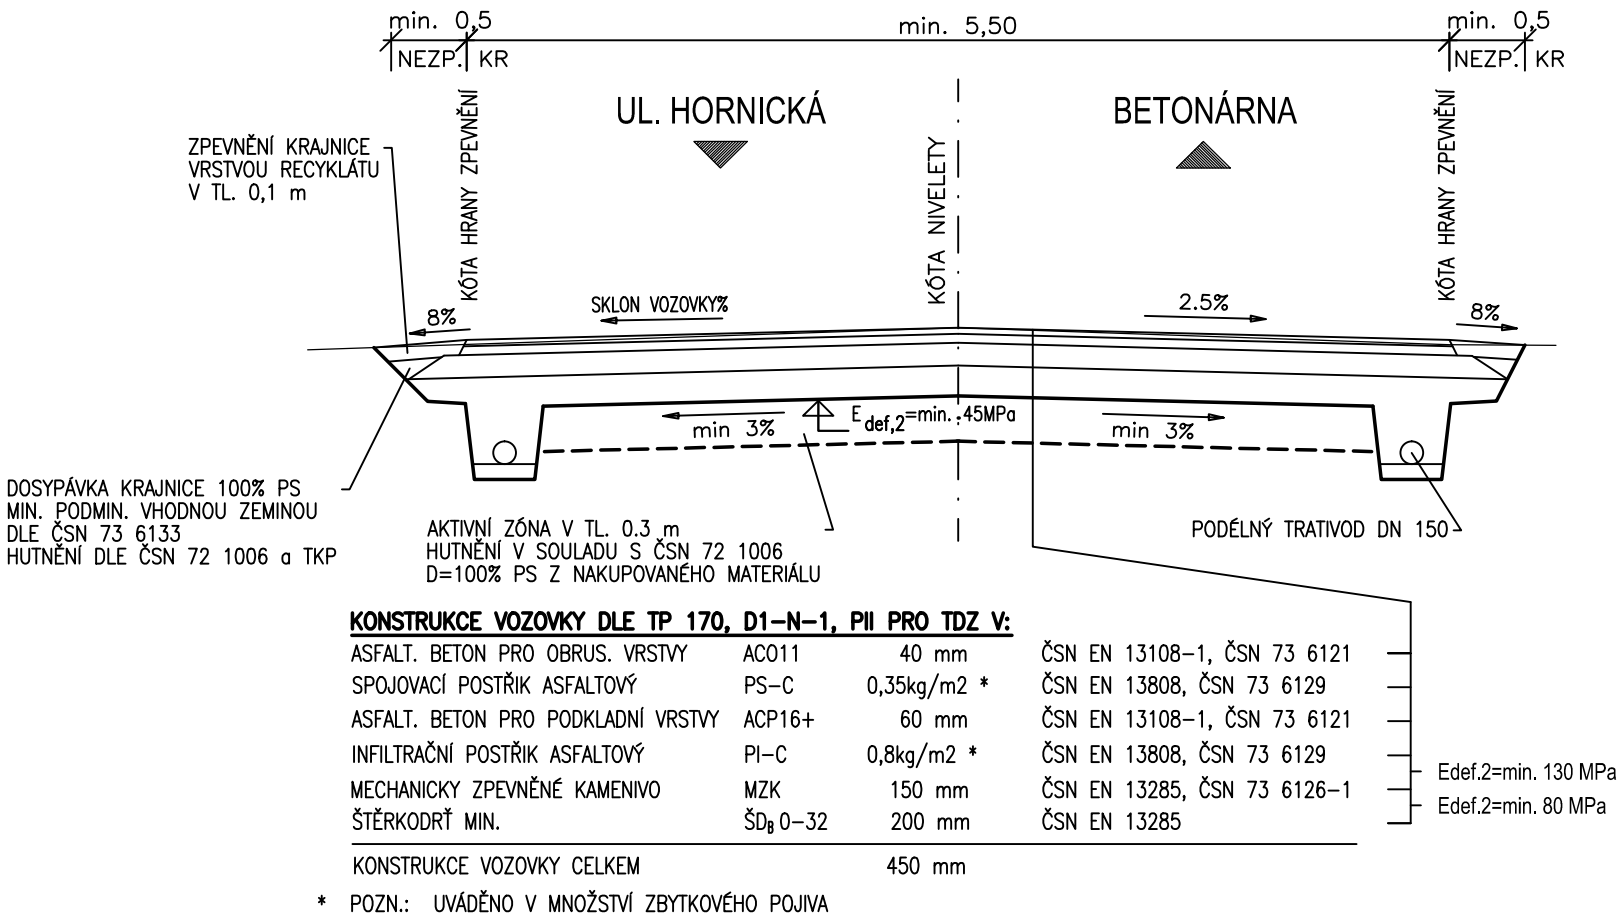 min. 0,5
min. 5,50
min. 0,5
NEZP. KR
NEZP. KR
UL. HORNICKÁ
BETONÁRNA
KÓTA HRANY ZPEVNĚNÍ
KÓTA NIVELETY
KÓTA HRANY ZPEVNĚNÍ
ZPEVNĚNÍ KRAJNICE
VRSTVOU RECYKLÁTU
V TL. 0,1 m
8%
SKLON VOZOVKY%
2.5%
8%
min 3%
E def,2=min. 45MPa
min 3%
DOSYPÁVKA KRAJNICE 100% PS
MIN. PODMIN. VHODNOU ZEMINOU
DLE ČSN 73 6133
HUTNĚNÍ DLE ČSN 72 1006 a TKP
AKTIVNÍ ZÓNA V TL. 0.3 m
HUTNĚNÍ V SOULADU S ČSN 72 1006
D=100% PS Z NAKUPOVANÉHO MATERIÁLU
PODÉLNÝ TRATIVOD DN 150
KONSTRUKCE VOZOVKY DLE TP 170, D1-N-1, PII PRO TDZ V:
ASFALT. BETON PRO OBRUS. VRSTVY ACO11 40 mm ČSN EN 13108-1, ČSN 73 6121
SPOJOVACÍ POSTŘIK ASFALTOVÝ PS-C 0,35kg/m2 * ČSN EN 13808, ČSN 73 6129
ASFALT. BETON PRO PODKLADNÍ VRSTVY ACP16+ 60 mm ČSN EN 13108-1, ČSN 73 6121
INFILTRAČNÍ POSTŘIK ASFALTOVÝ PI-C 0,8kg/m2 * ČSN EN 13808, ČSN 73 6129
Edef.2=min. 130 MPa
MECHANICKY ZPEVNĚNÉ KAMENIVO MZK 150 mm ČSN EN 13285, ČSN 73 6126-1
Edef.2=min. 80 MPa
ŠTĚRKODRŤ MIN. ŠDB 0-32 200 mm ČSN EN 13285
KONSTRUKCE VOZOVKY CELKEM 450 mm
* POZN.: UVÁDĚNO V MNOŽSTVÍ ZBYTKOVÉHO POJIVA